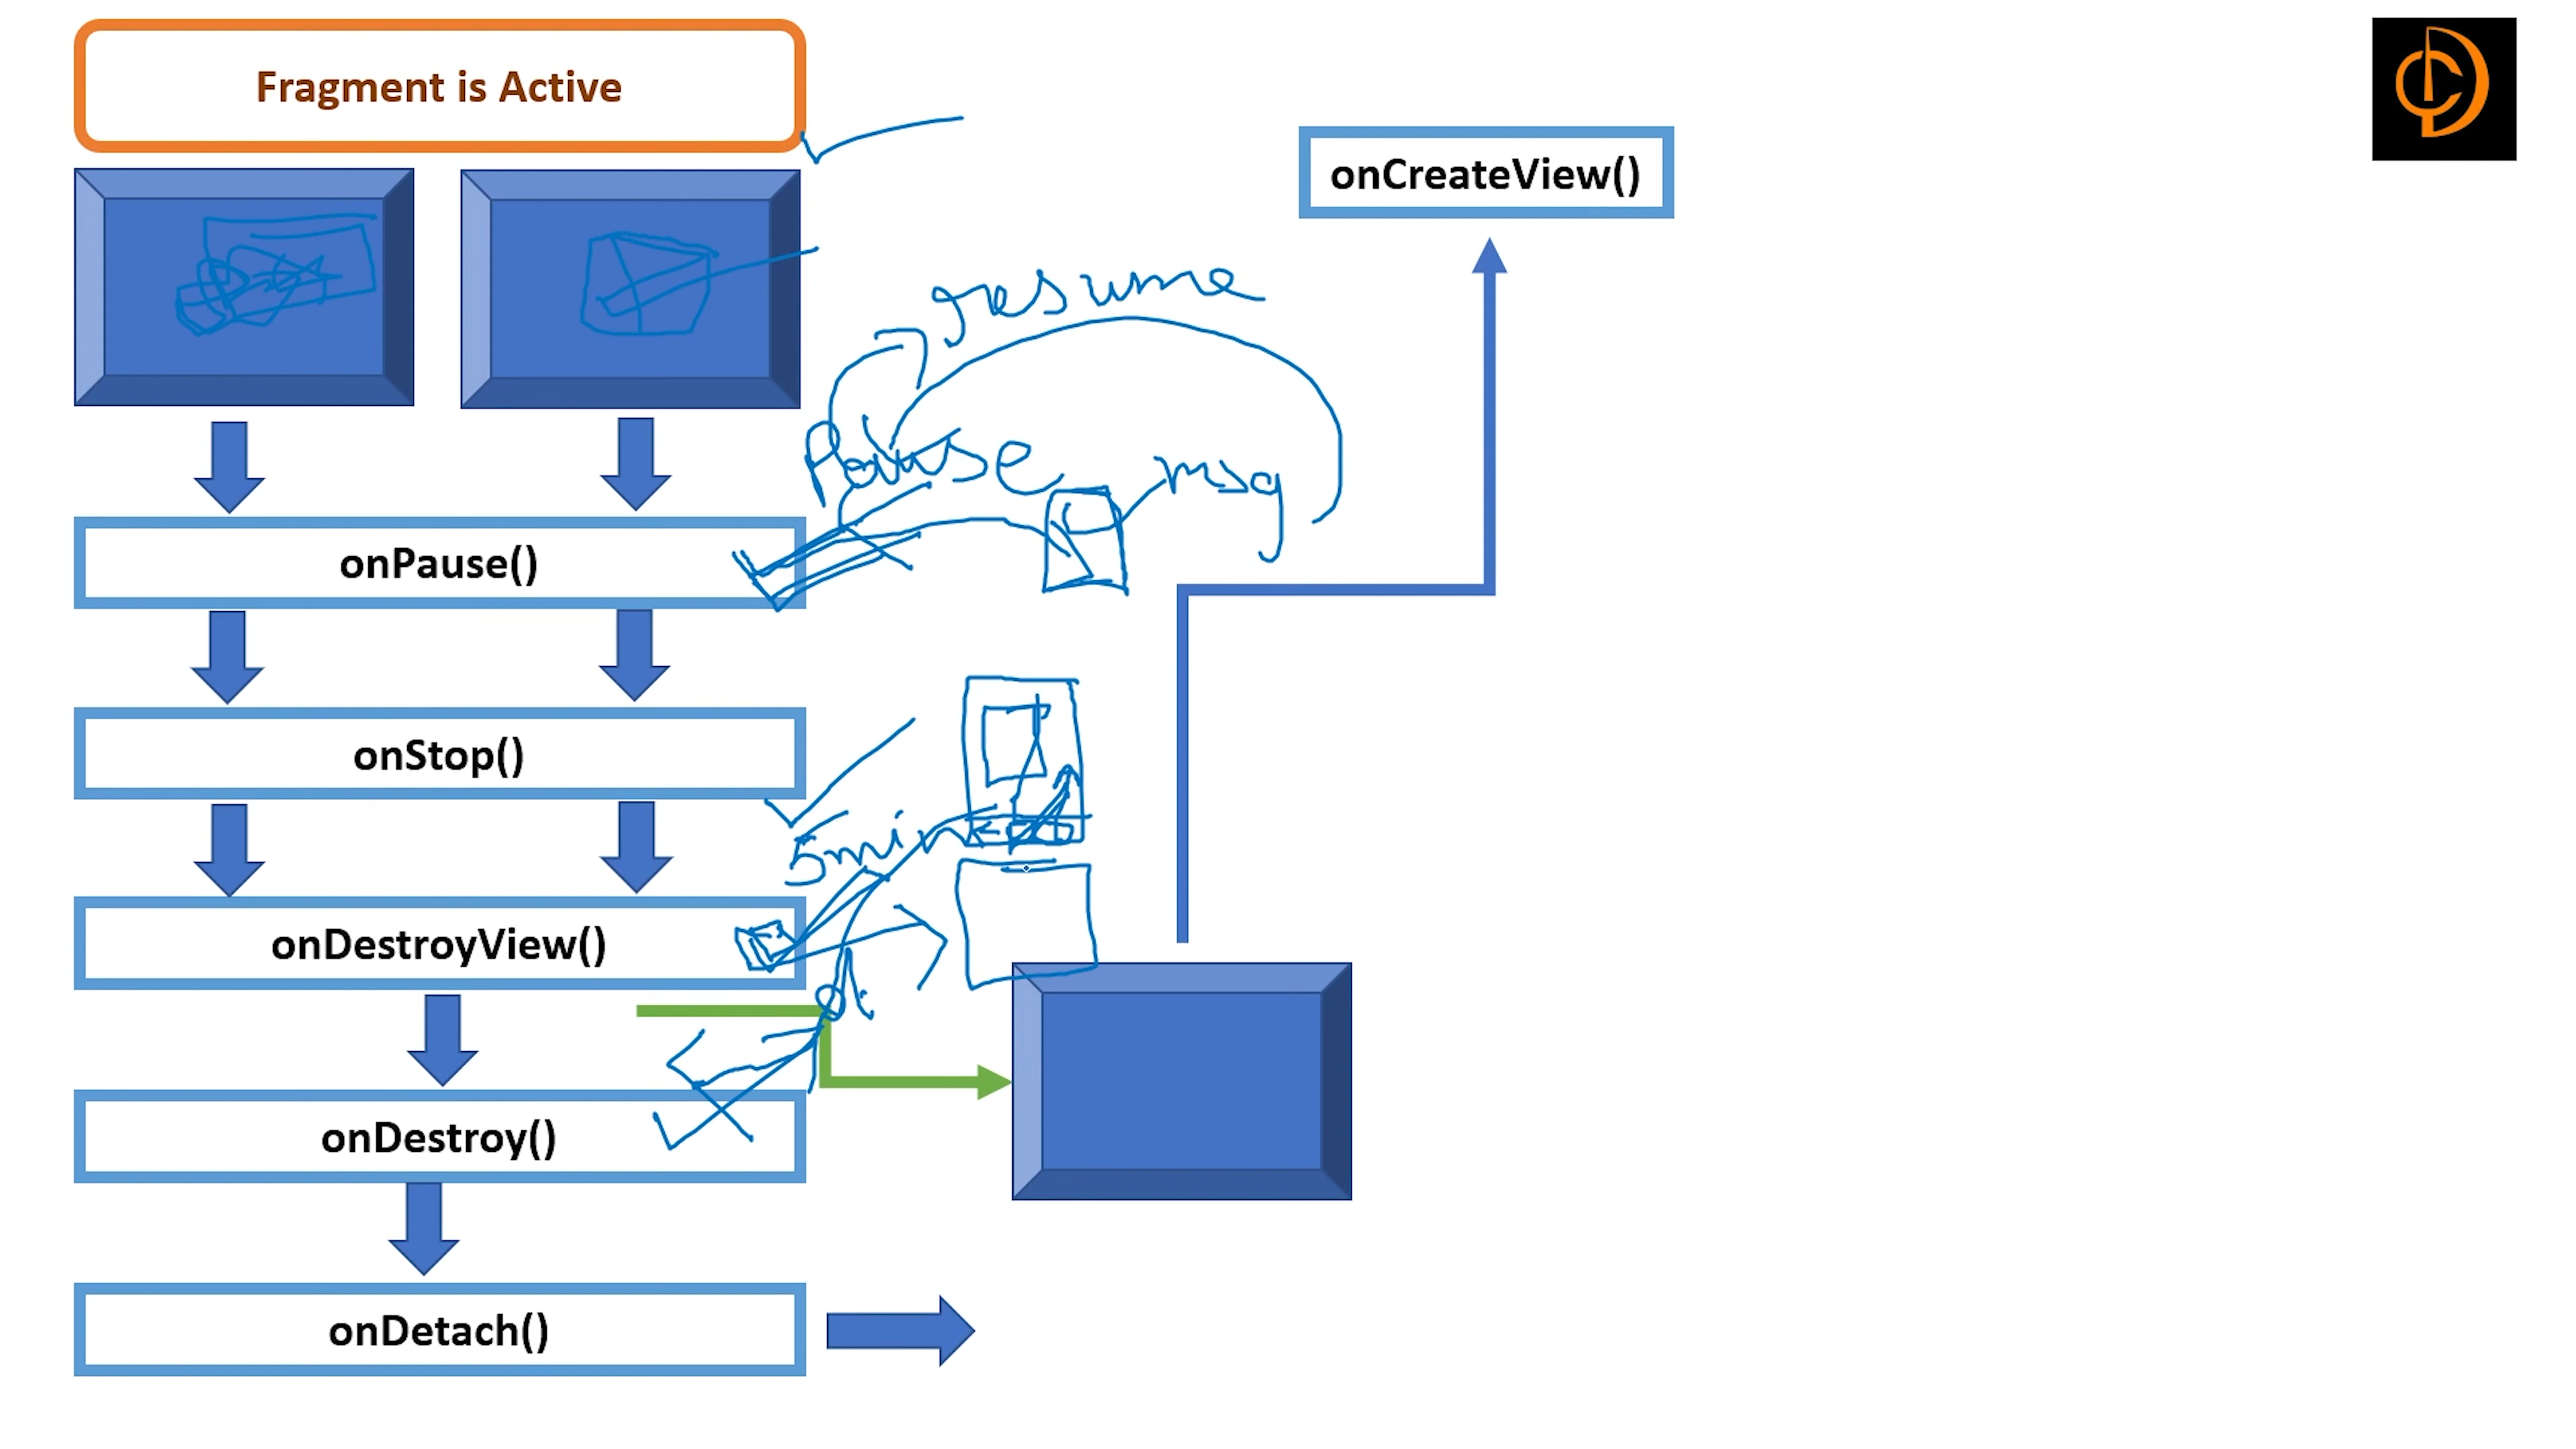 Fragment is Active
onCreateView()
resume
Pause
msg
onPause()
onStop()
5min
onDestroyView()
onDestroy()
onDetach()